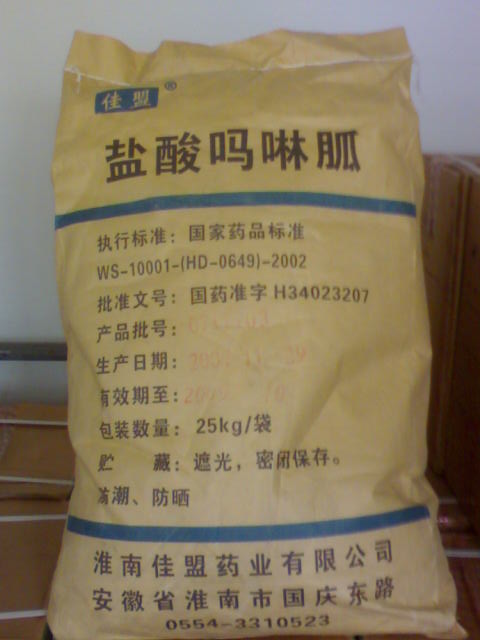 佳盟®
盐酸吗啉胍
执行标准：国家药品标准
WS-10001-(HD-0649)-2002
批准文号：国药准字 H34023207
产品批号：
生产日期：
有效期至：
包装数量：25kg/袋
贮 藏：遮光，密闭保存。
防潮、防晒
淮南佳盟药业有限公司
安徽省淮南市国庆东路
0554-3310523